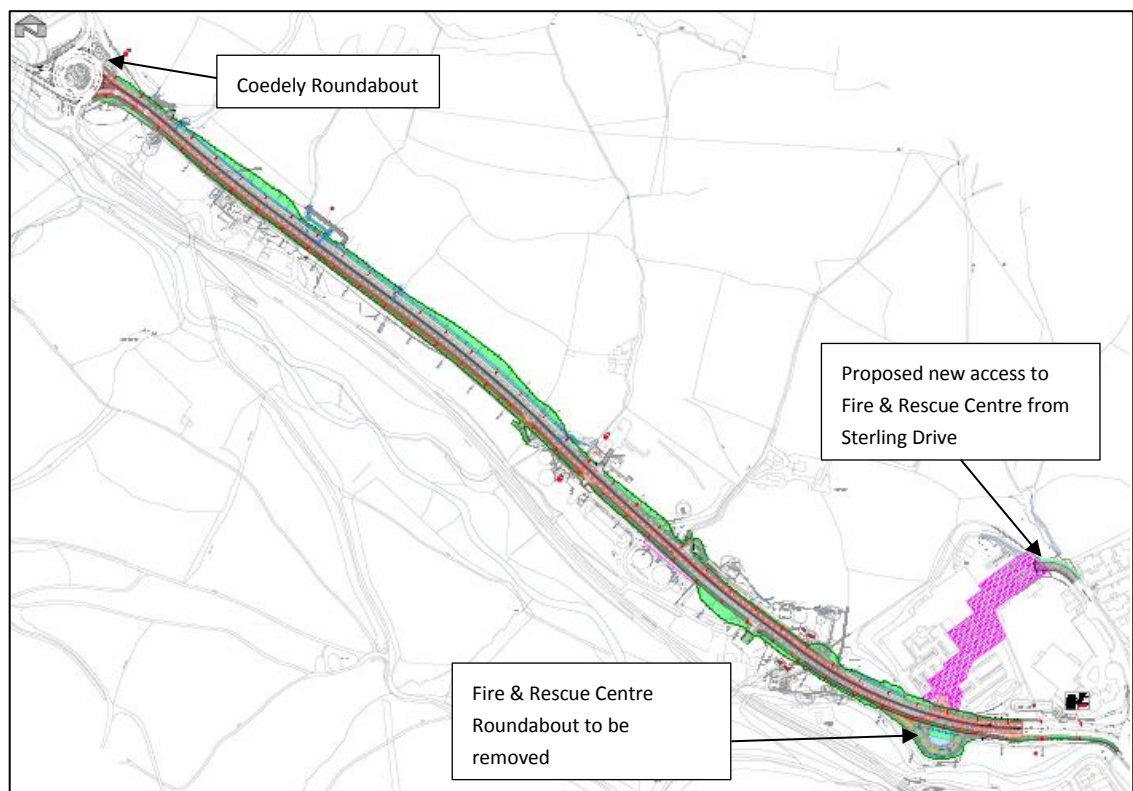 Coedely Roundabout
Proposed new access to
Fire & Rescue Centre from
Sterling Drive
Fire & Rescue Centre
Roundabout to be
removed